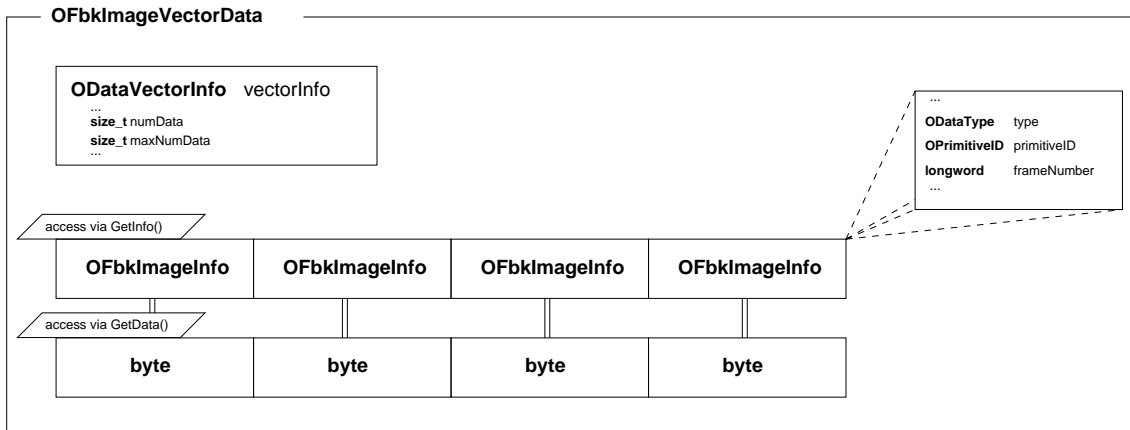 OFbkImageVectorData
ODataVectorInfo vectorInfo
...
size_t numData
size_t maxNumData
...
...
ODataType type
OPrimitiveID primitiveID
longword frameNumber
...
access via GetInfo()
OFbkImageInfo OFbkImageInfo OFbkImageInfo OFbkImageInfo
access via GetData()
byte byte byte byte